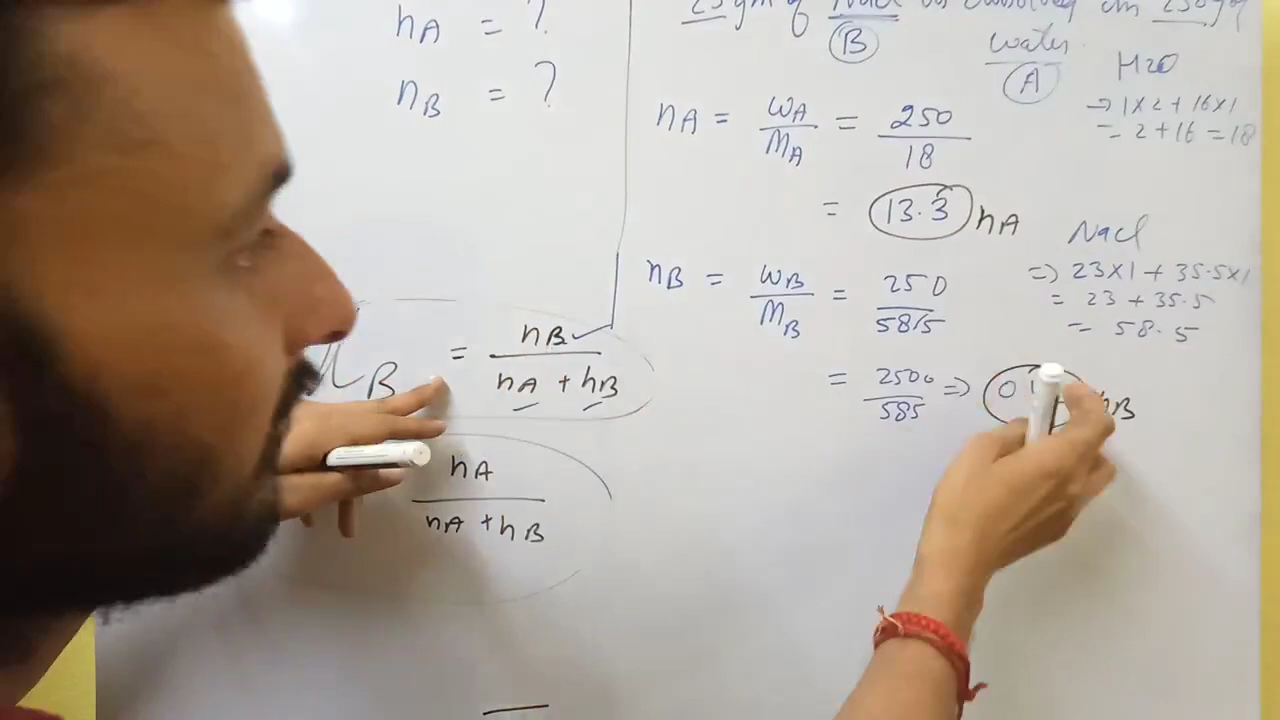 nA = ?
nB = ?
nB
B = nA + nB
nA
nA + nB
25 gm of NaCl is dissolved in 250 gm of
B water
A
H2O
→ 1×2 + 16×1
= 2 + 16 = 18
nA = WA / MA = 250 / 18
= 13.3 nA
NaCl
⇒ 23×1 + 35.5×1
= 23 + 35.5
= 58.5
nB = WB / MB = 250 / 58.5
= 2500 / 585 ⇒ 0 nB